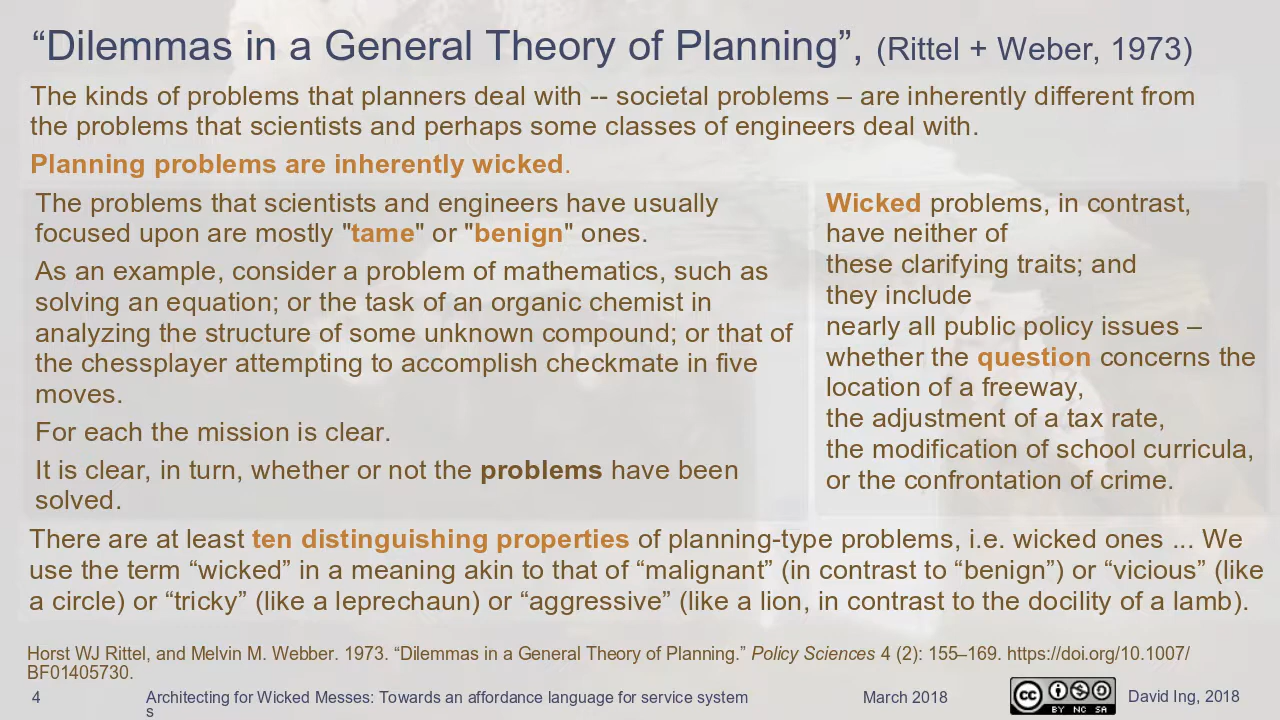 “Dilemmas in a General Theory of Planning”, (Rittel + Weber, 1973)
The kinds of problems that planners deal with -- societal problems – are inherently different from
the problems that scientists and perhaps some classes of engineers deal with.
Planning problems are inherently wicked.
The problems that scientists and engineers have usually
focused upon are mostly "tame" or "benign" ones.
As an example, consider a problem of mathematics, such as
solving an equation; or the task of an organic chemist in
analyzing the structure of some unknown compound; or that of
the chessplayer attempting to accomplish checkmate in five
moves.
For each the mission is clear.
It is clear, in turn, whether or not the problems have been
solved.
Wicked problems, in contrast,
have neither of
these clarifying traits; and
they include
nearly all public policy issues –
whether the question concerns the
location of a freeway,
the adjustment of a tax rate,
the modification of school curricula,
or the confrontation of crime.
There are at least ten distinguishing properties of planning-type problems, i.e. wicked ones ... We
use the term “wicked” in a meaning akin to that of “malignant” (in contrast to “benign”) or “vicious” (like
a circle) or “tricky” (like a leprechaun) or “aggressive” (like a lion, in contrast to the docility of a lamb).
Horst WJ Rittel, and Melvin M. Webber. 1973. “Dilemmas in a General Theory of Planning.” Policy Sciences 4 (2): 155–169. https://doi.org/10.1007/
BF01405730.
4
Architecting for Wicked Messes: Towards an affordance language for service system
s
March 2018
cc
BY NC SA
David Ing, 2018